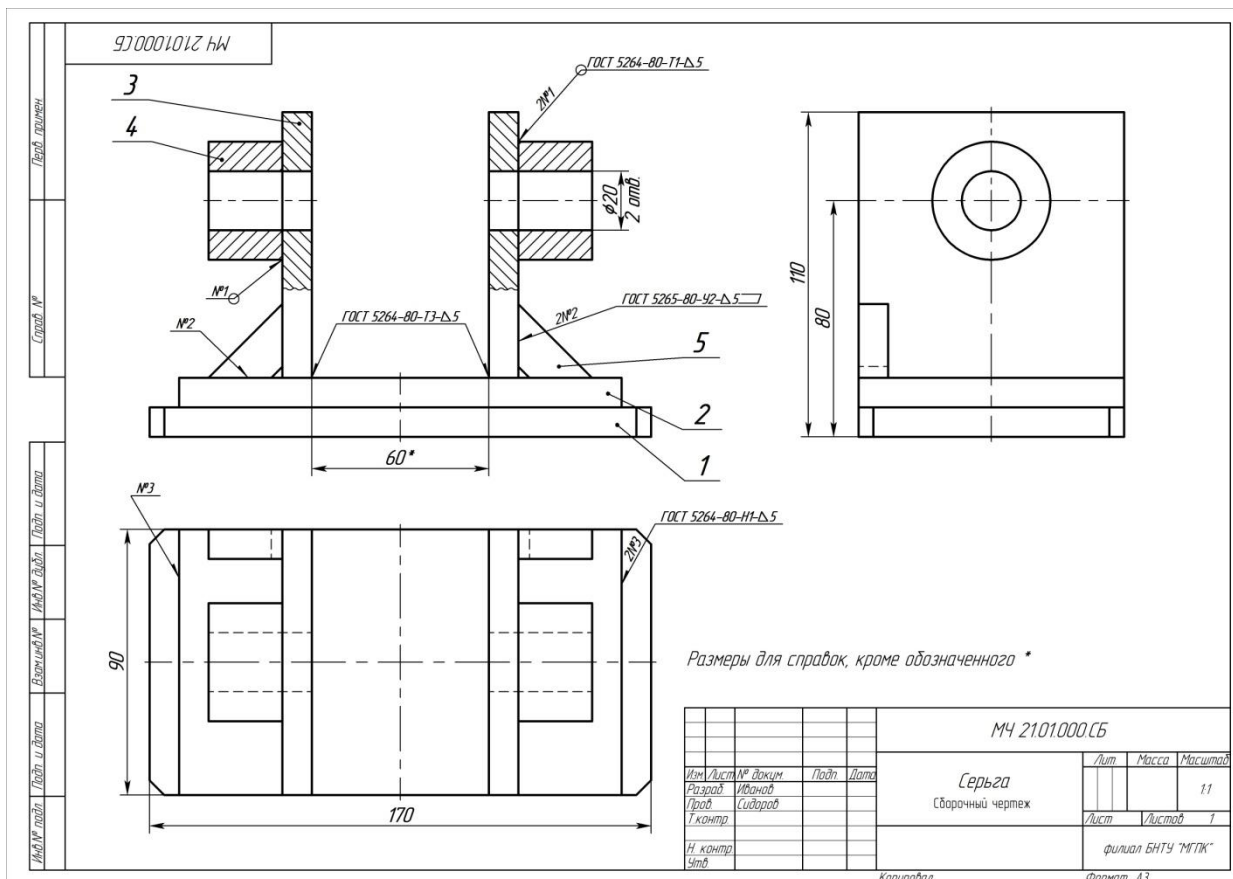 МЧ 21.01.000.СБ
Перв. примен.
Справ. №
Подп. и дата
Инв.№ дубл.
Взам.инв.№
Подп. и дата
Инв.№ подл.
3
4
2№1
ГОСТ 5264-80-Т1-⊿5
ϕ20
2 отв.
№1
№2
ГОСТ 5264-80-Т3-⊿5
2№2
ГОСТ 5265-80-У2-⊿5
5
2
1
60*
110
80
№3
ГОСТ 5264-80-Н1-⊿5
2№3
90
170
Размеры для справок, кроме обозначенного *
МЧ 21.01.000.СБ
Изм. Лист № докум. Подп. Дата
Разраб. Иванов
Пров. Сидоров
Т.контр.
Н. контр.
Утв.
Серьга
Сборочный чертеж
Лит. Масса Масштаб
1:1
Лист Листов 1
филиал БНТУ "МГПК"
Копировал Формат А3